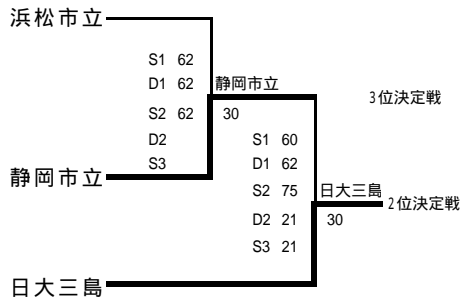 浜松市立
S1 62
D1 62
静岡市立
3位決定戦
S2 62
30
D2
S1 60
S3
D1 62
静岡市立
S2 75
日大三島
2位決定戦
D2 21
30
S3 21
日大三島